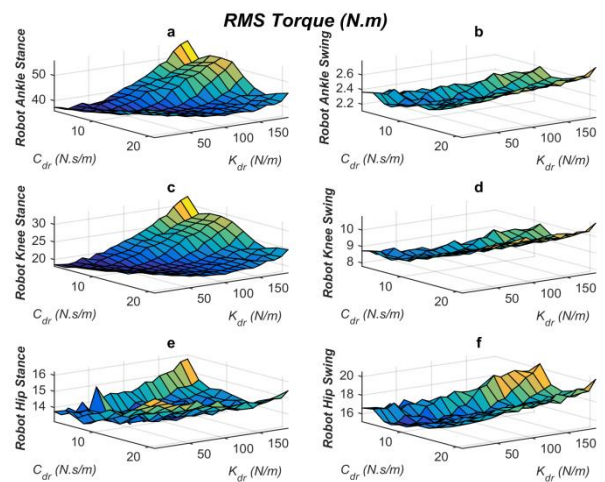 RMS Torque (N.m)
a
b
Robot Ankle Stance
50
40
10
20
50
100
150
C_dr (N.s/m)
K_dr (N/m)
Robot Ankle Swing
2.6
2.4
2.2
10
20
50
100
150
C_dr (N.s/m)
K_dr (N/m)
c
d
Robot Knee Stance
30
25
20
10
20
50
100
150
C_dr (N.s/m)
K_dr (N/m)
Robot Knee Swing
10
9
8
10
20
50
100
150
C_dr (N.s/m)
K_dr (N/m)
e
f
Robot Hip Stance
16
15
14
10
20
50
100
150
C_dr (N.s/m)
K_dr (N/m)
Robot Hip Swing
20
18
16
10
20
50
100
150
C_dr (N.s/m)
K_dr (N/m)